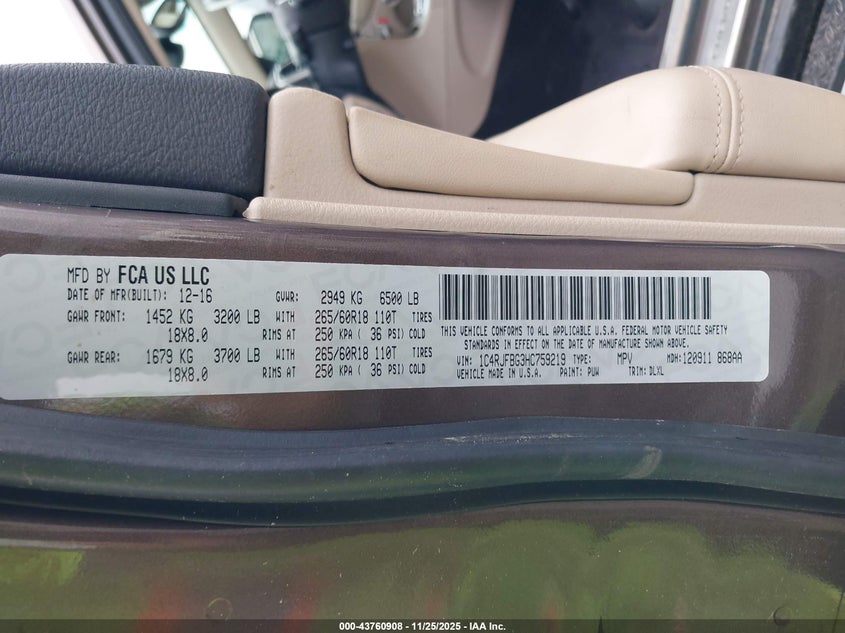 MFD BY FCA US LLC
DATE OF MFR(BUILT): 12-16 GVWR: 2949 KG 6500 LB
GAWR FRONT: 1452 KG 3200 LB WITH 265/60R18 110T TIRES
18X8.0 RIMS AT 250 KPA ( 36 PSI) COLD
GAWR REAR: 1679 KG 3700 LB WITH 265/60R18 110T TIRES
18X8.0 RIMS AT 250 KPA ( 36 PSI) COLD
THIS VEHICLE CONFORMS TO ALL APPLICABLE U.S.A. FEDERAL MOTOR VEHICLE SAFETY
STANDARDS IN EFFECT ON THE DATE OF MANUFACTURE SHOWN ABOVE.
VIN: 1C4RJFBG3HC759219 TYPE: MPV MDH: 120911 868AA
VEHICLE MADE IN U.S.A. PAINT: PUW TRIM: DLXL
000-43760908 - 11/25/2025 - IAA Inc.